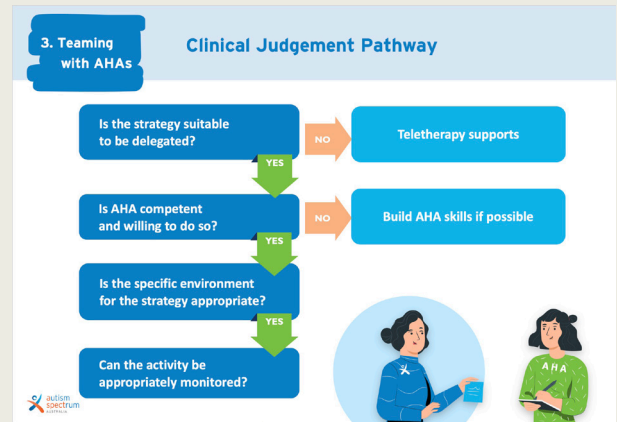 3. Teaming
with AHAs
Clinical Judgement Pathway
Is the strategy suitable
to be delegated?
NO
Teletherapy supports
YES
Is AHA competent
and willing to do so?
NO
Build AHA skills if possible
YES
Is the specific environment
for the strategy appropriate?
YES
Can the activity be
appropriately monitored?
AHA
autism
spectrum
AUSTRALIA